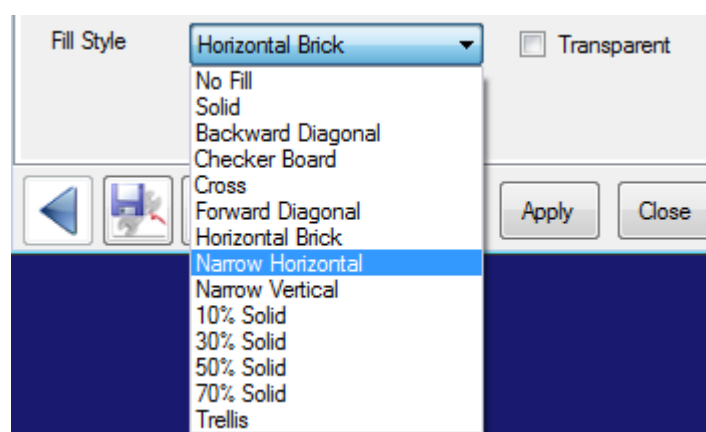 Fill Style
Horizontal Brick
Transparent
No Fill
Solid
Backward Diagonal
Checker Board
Cross
Forward Diagonal
Horizontal Brick
Narrow Horizontal
Narrow Vertical
10% Solid
30% Solid
50% Solid
70% Solid
Trellis
Apply
Close